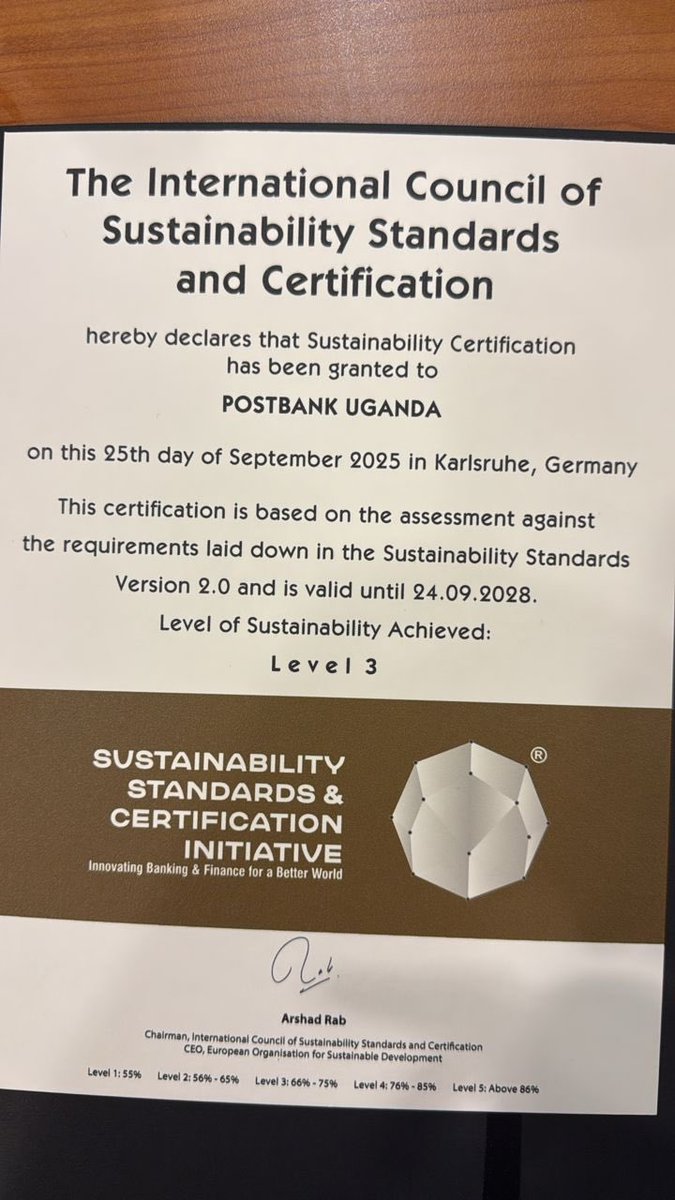 The International Council of
Sustainability Standards
and Certification
hereby declares that Sustainability Certification
has been granted to
POSTBANK UGANDA
on this 25th day of September 2025 in Karlsruhe, Germany
This certification is based on the assessment against
the requirements laid down in the Sustainability Standards
Version 2.0 and is valid until 24.09.2028.
Level of Sustainability Achieved:
Level 3
SUSTAINABILITY
STANDARDS &
CERTIFICATION
INITIATIVE
Innovating Banking & Finance for a Better World
®
Arshad Rab
Chairman, International Council of Sustainability Standards and Certification
CEO, European Organisation for Sustainable Development
Level 1: 55% Level 2: 56% - 65% Level 3: 66% - 75% Level 4: 76% - 85% Level 5: Above 86%